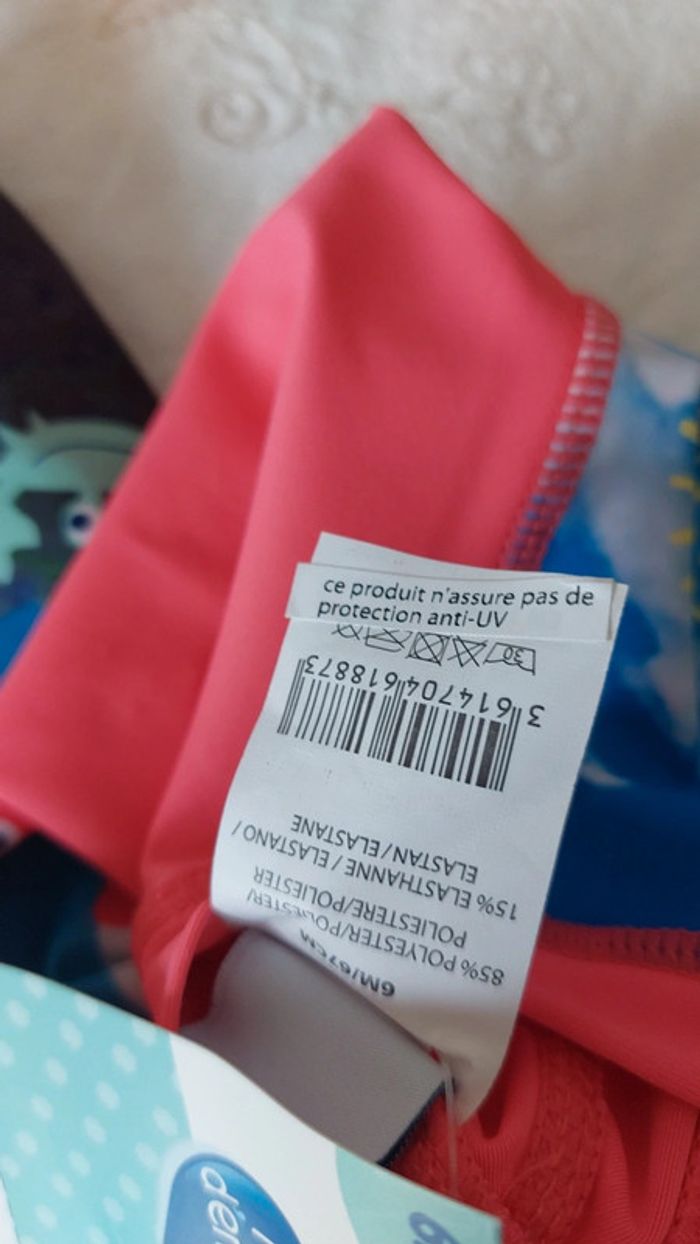 ce produit n'assure pas de
protection anti-UV
30
3 614704 618873
6M/67CM
85% POLYESTER/POLIESTER/
POLIESTERE/POLIESTER
15% ELASTHANNE / ELASTANO /
ELASTAN / ELASTANE